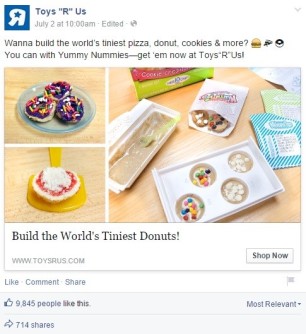 Toys "R" Us
July 2 at 10:00am · Edited ·
Wanna build the world's tiniest pizza, donut, cookies & more?
You can with Yummy Nummies—get 'em now at Toys"R"Us!
Build the World's Tiniest Donuts!
WWW.TOYSRUS.COM
Shop Now
Like · Comment · Share
9,845 people like this.
Most Relevant
714 shares